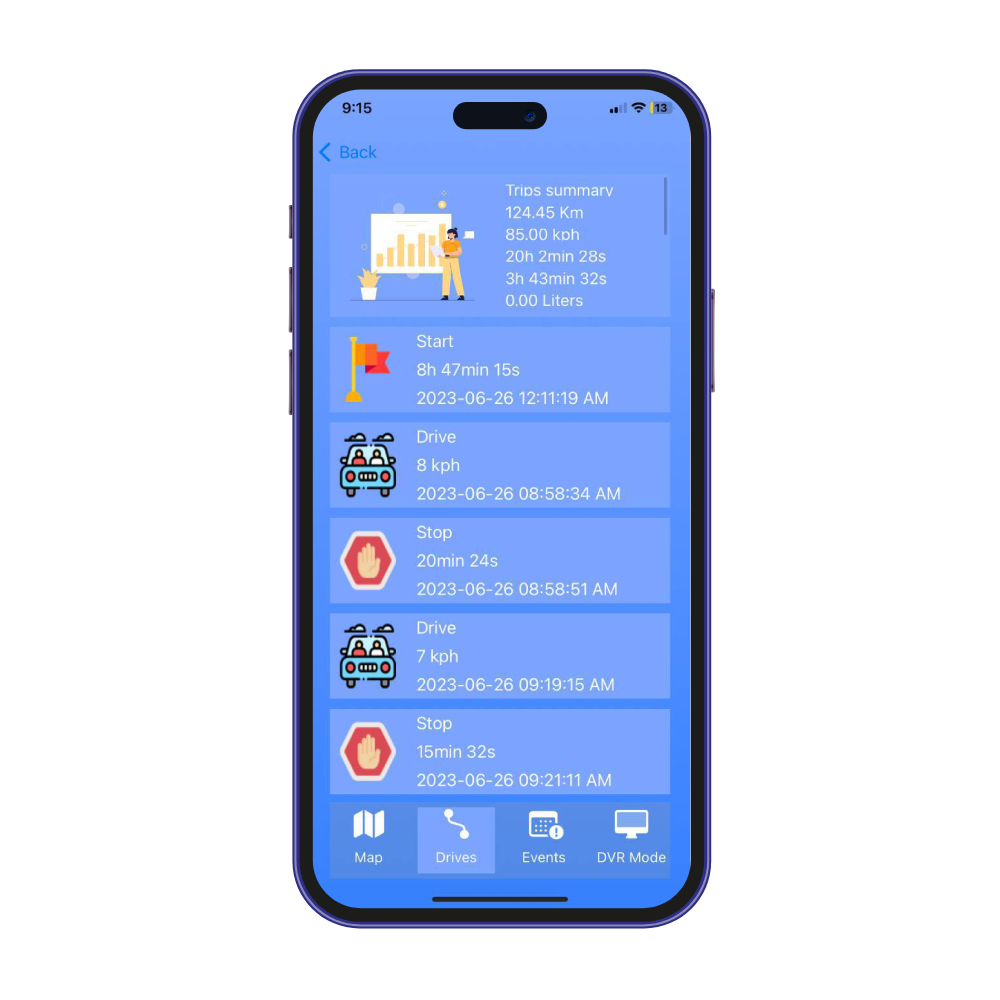 9:15
13
Back
Trips summary
124.45 Km
85.00 kph
20h 2min 28s
3h 43min 32s
0.00 Liters
Start
8h 47min 15s
2023-06-26 12:11:19 AM
Drive
8 kph
2023-06-26 08:58:34 AM
Stop
20min 24s
2023-06-26 08:58:51 AM
Drive
7 kph
2023-06-26 09:19:15 AM
Stop
15min 32s
2023-06-26 09:21:11 AM
Map
Drives
Events
DVR Mode